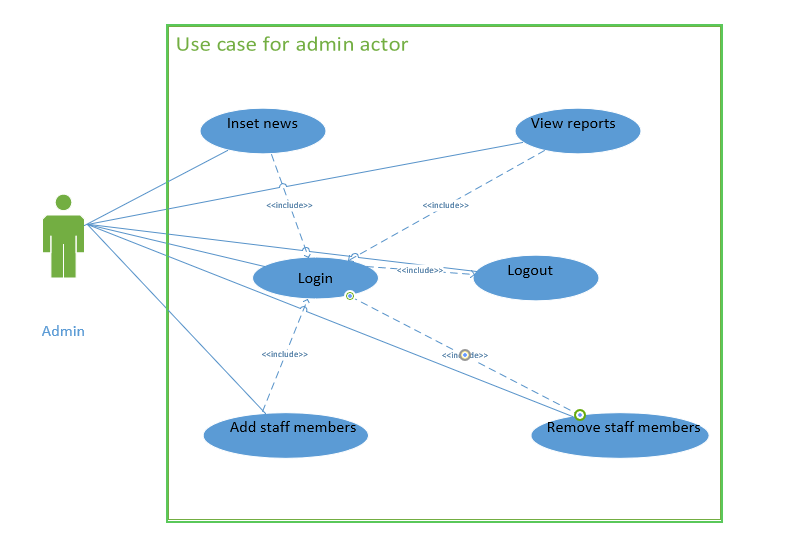 Use case for admin actor
Inset news
View reports
<<include>>
<<include>>
Login
<<include>>
Logout
Admin
<<include>>
<<include>>
Add staff members
Remove staff members